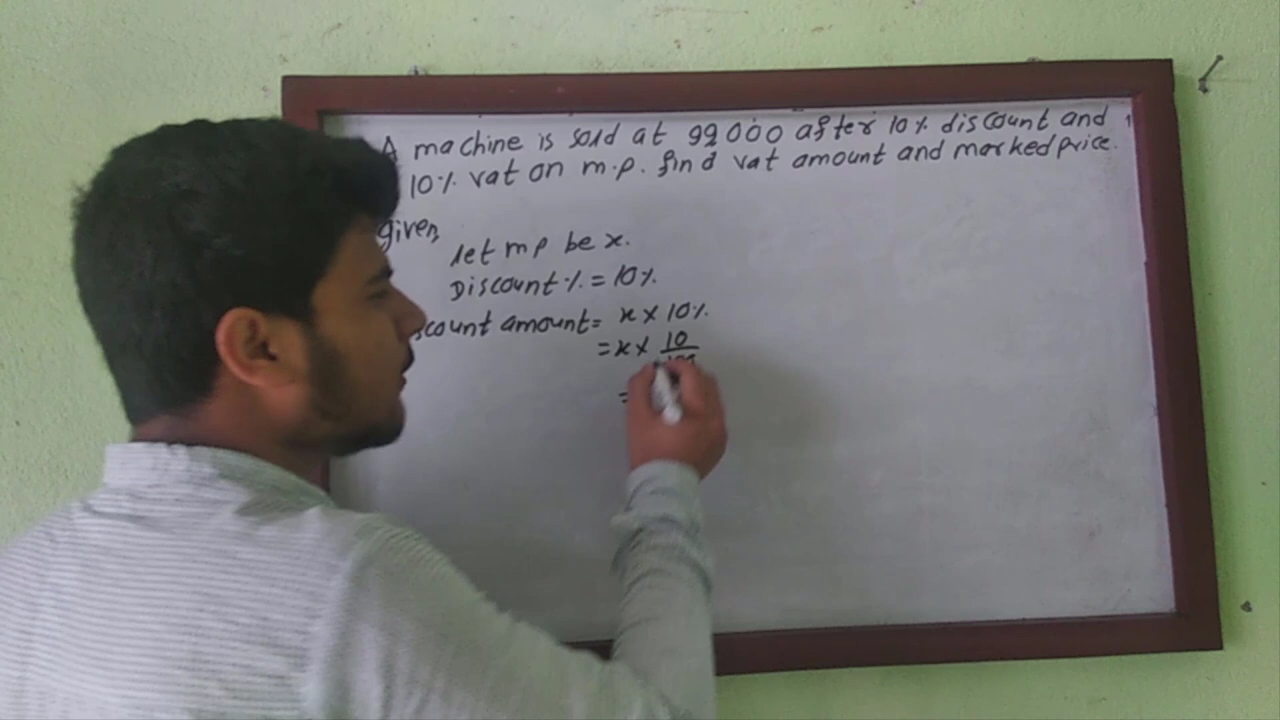 A machine is sold at 99000 after 10% discount and
10% vat on m.p. find vat amount and marked price.
given,
let mp be x.
Discount % = 10%.
scount amount = x × 10%.
= x × 10
=